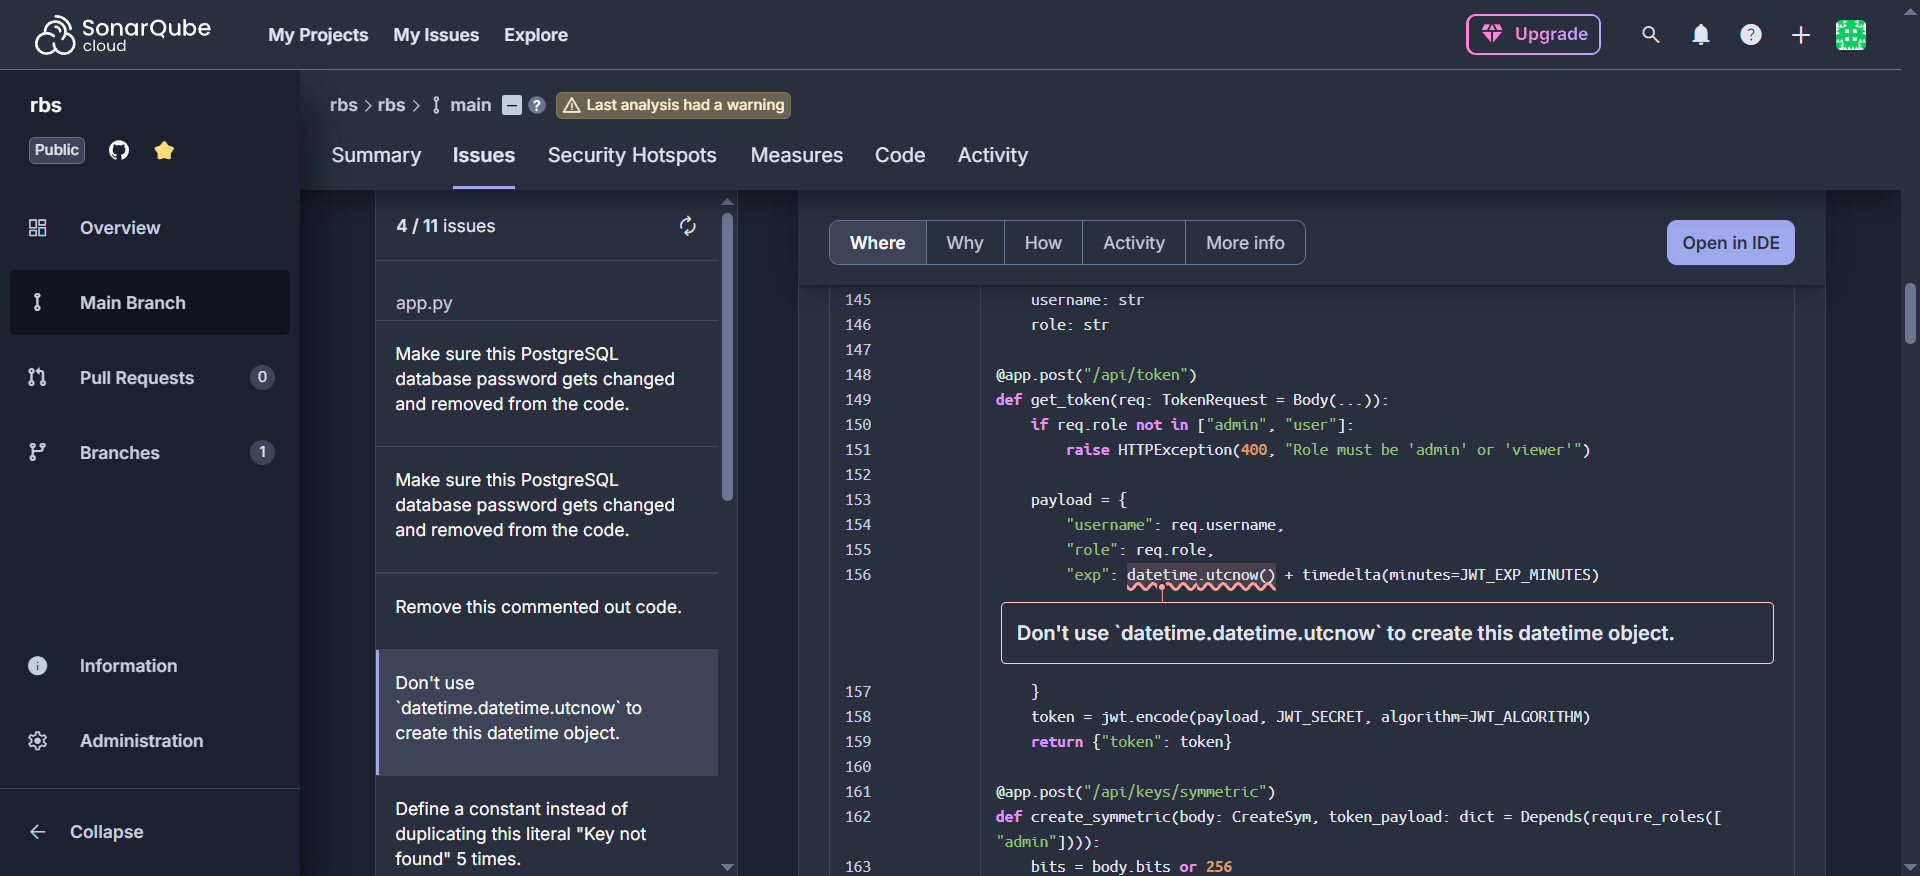 SonarQube
cloud
My Projects
My Issues
Explore
Upgrade
?
rbs
Public
Overview
Main Branch
Pull Requests
0
Branches
1
Information
Administration
Collapse
rbs > rbs > main ? Last analysis had a warning
Summary
Issues
Security Hotspots
Measures
Code
Activity
4 / 11 issues
app.py
Make sure this PostgreSQL
database password gets changed
and removed from the code.
Make sure this PostgreSQL
database password gets changed
and removed from the code.
Remove this commented out code.
Don't use
`datetime.datetime.utcnow` to
create this datetime object.
Define a constant instead of
duplicating this literal "Key not
found" 5 times.
Where
Why
How
Activity
More info
Open in IDE
145 username: str
146 role: str
147
148 @app.post("/api/token")
149 def get_token(req: TokenRequest = Body(...)):
150 if req.role not in ["admin", "user"]:
151 raise HTTPException(400, "Role must be 'admin' or 'viewer'")
152
153 payload = {
154 "username": req.username,
155 "role": req.role,
156 "exp": datetime.utcnow() + timedelta(minutes=JWT_EXP_MINUTES)
Don't use `datetime.datetime.utcnow` to create this datetime object.
157 }
158 token = jwt.encode(payload, JWT_SECRET, algorithm=JWT_ALGORITHM)
159 return {"token": token}
160
161 @app.post("/api/keys/symmetric")
162 def create_symmetric(body: CreateSym, token_payload: dict = Depends(require_roles([
"admin"]))):
163 bits = body.bits or 256